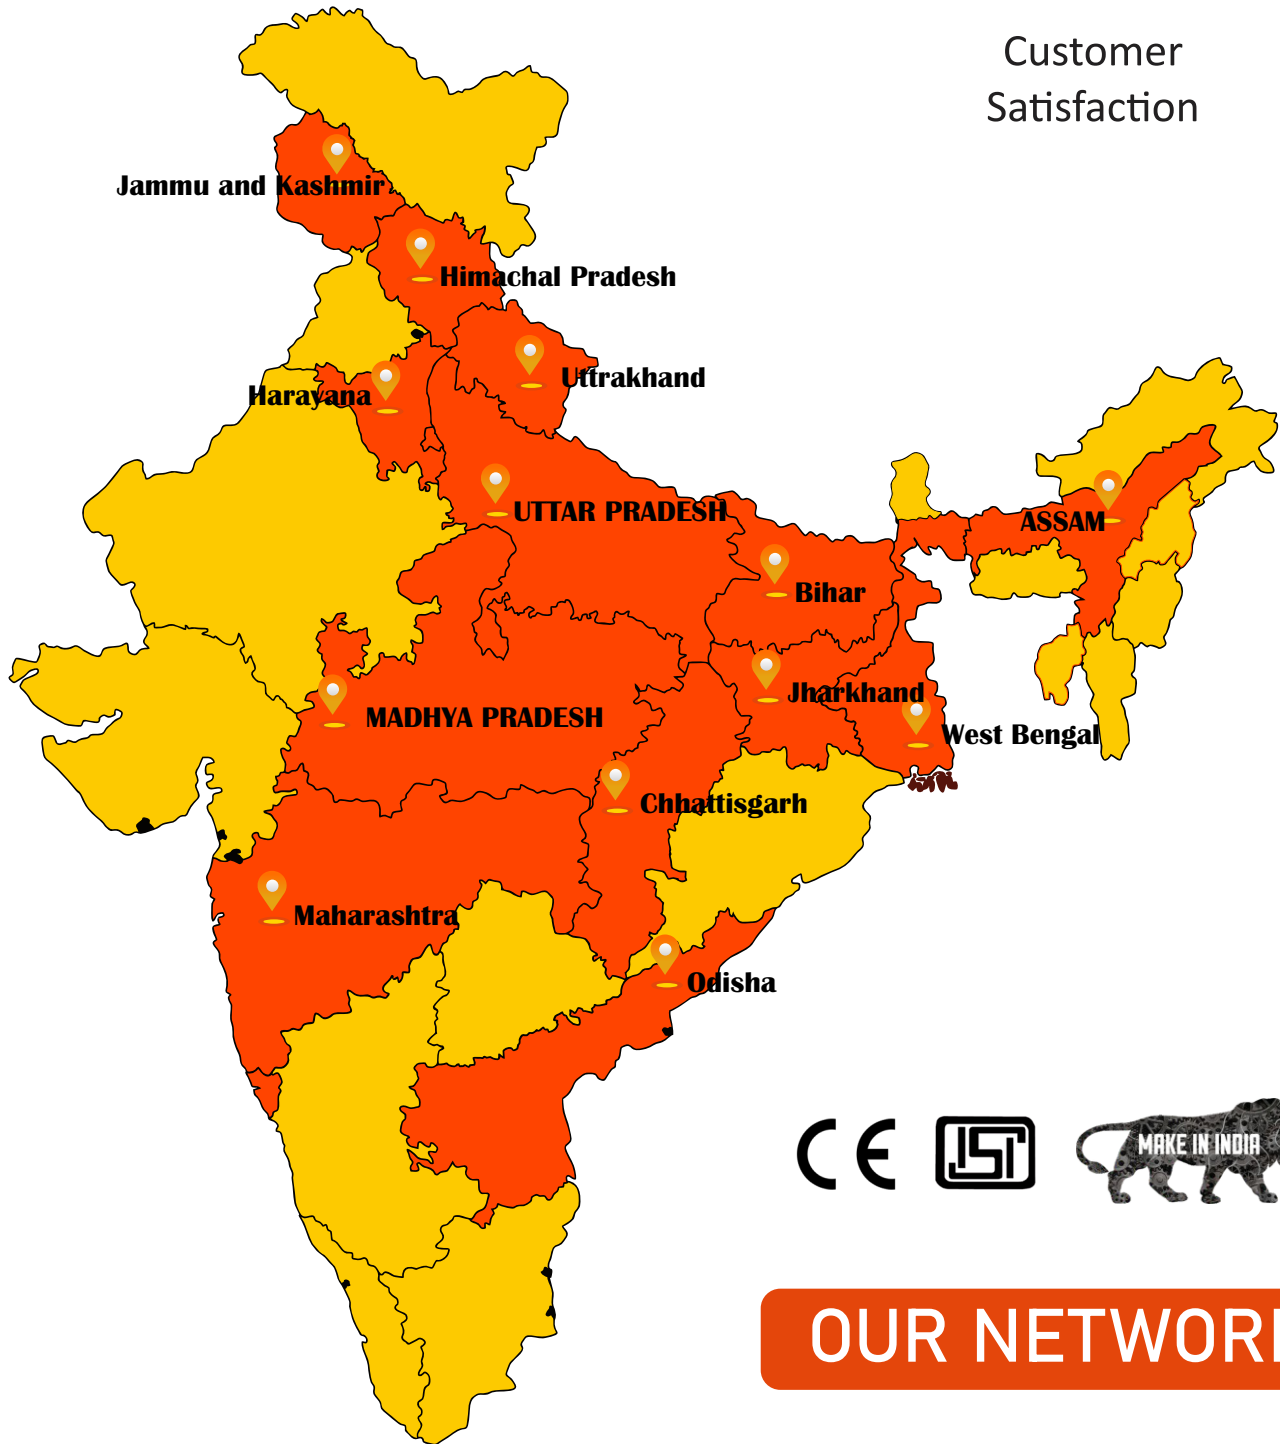 Customer
Satisfaction
Jammu and Kashmir
Himachal Pradesh
Uttrakhand
Harayana
UTTAR PRADESH
ASSAM
Bihar
Jharkhand
MADHYA PRADESH
West Bengal
Chhattisgarh
Maharashtra
Odisha
CE
ISI
MAKE IN INDIA
OUR NETWORK